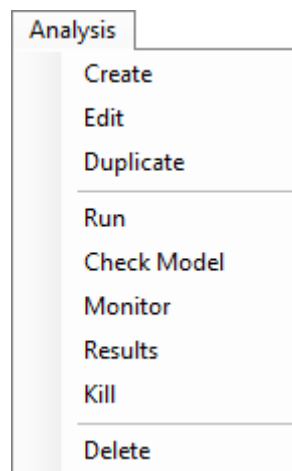 Analysis
Create
Edit
Duplicate
Run
Check Model
Monitor
Results
Kill
Delete